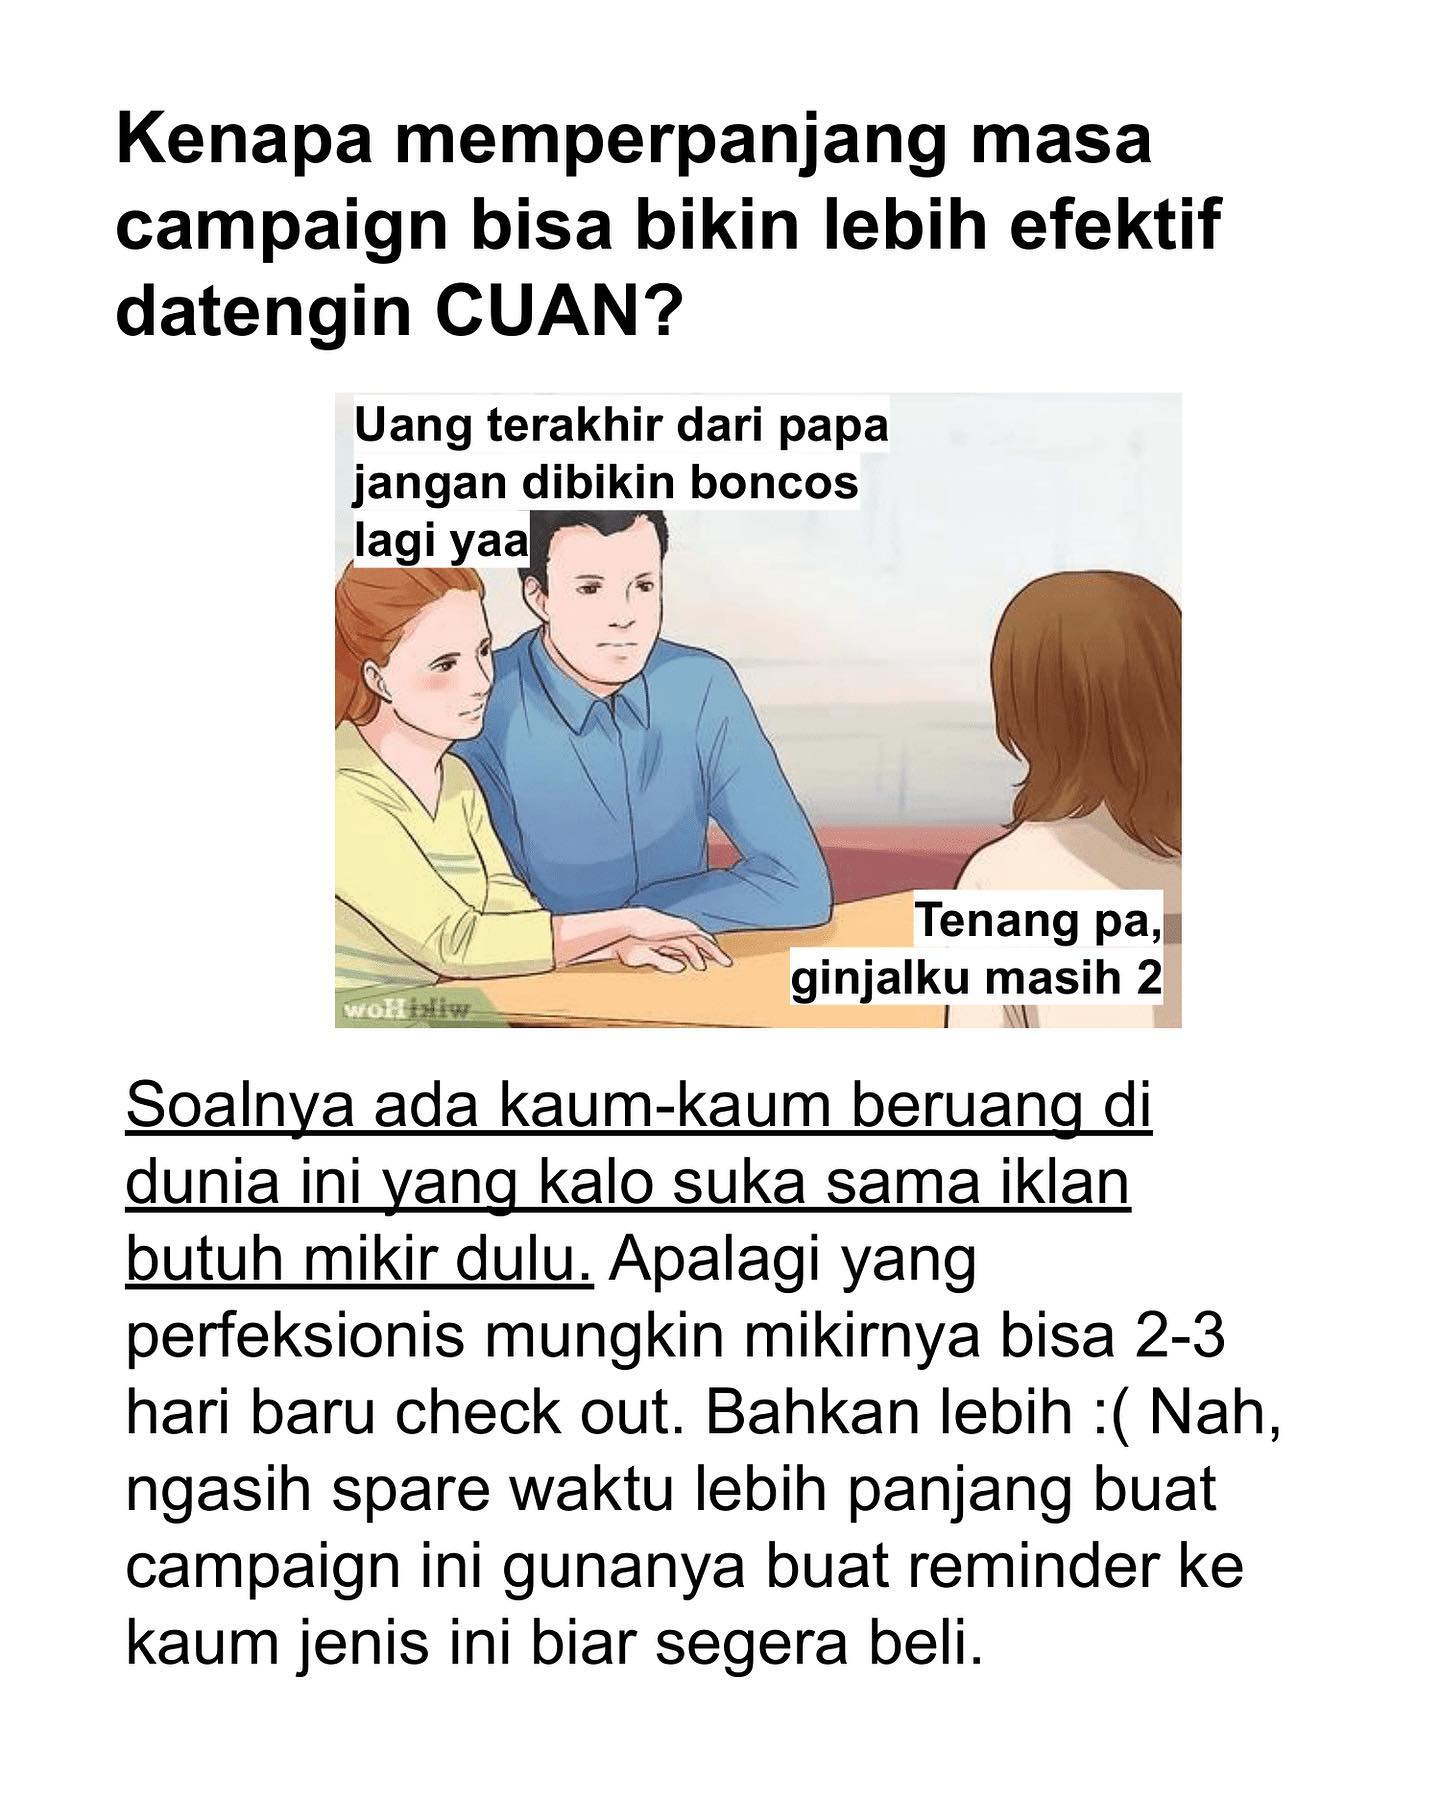 Kenapa memperpanjang masa
campaign bisa bikin lebih efektif
datengin CUAN?
Uang terakhir dari papa
jangan dibikin boncos
lagi yaa
Tenang pa,
ginjalku masih 2
wikiHow
Soalnya ada kaum-kaum beruang di
dunia ini yang kalo suka sama iklan
butuh mikir dulu. Apalagi yang
perfeksionis mungkin mikirnya bisa 2-3
hari baru check out. Bahkan lebih :( Nah,
ngasih spare waktu lebih panjang buat
campaign ini gunanya buat reminder ke
kaum jenis ini biar segera beli.